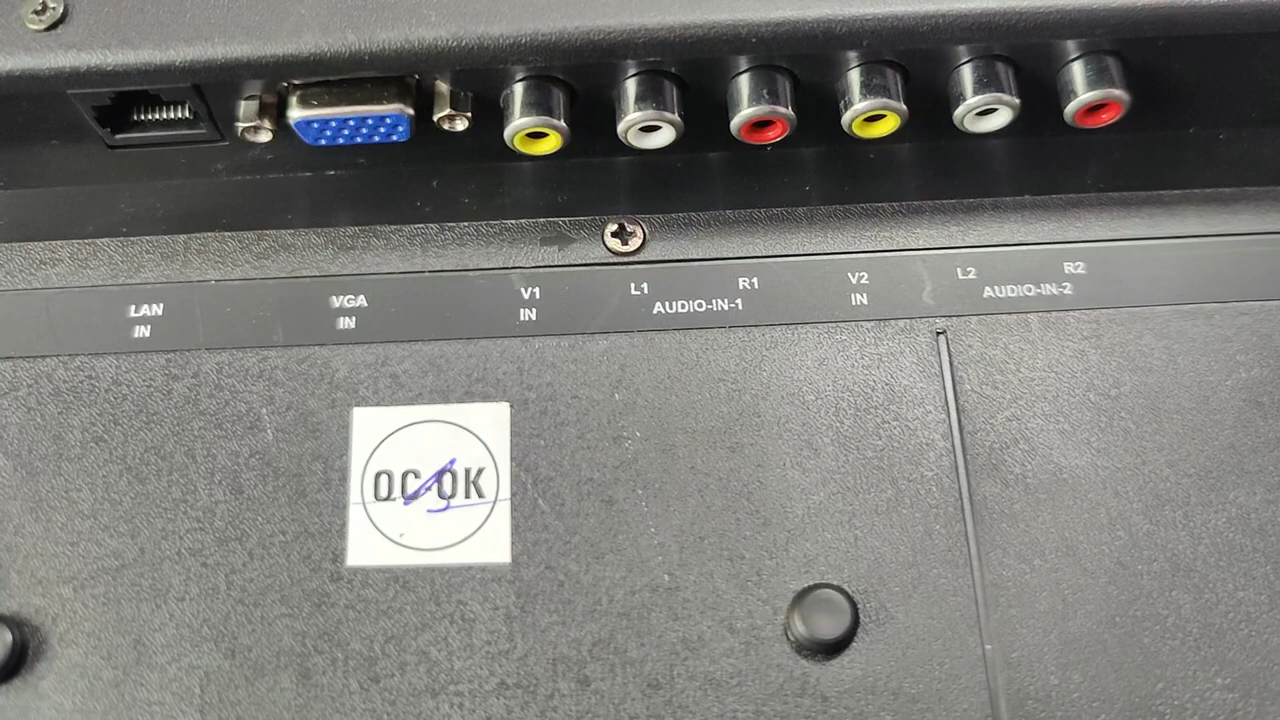 LAN
IN
VGA
IN
V1
IN
L1
R1
AUDIO-IN-1
V2
IN
L2
R2
AUDIO-IN-2
QC OK